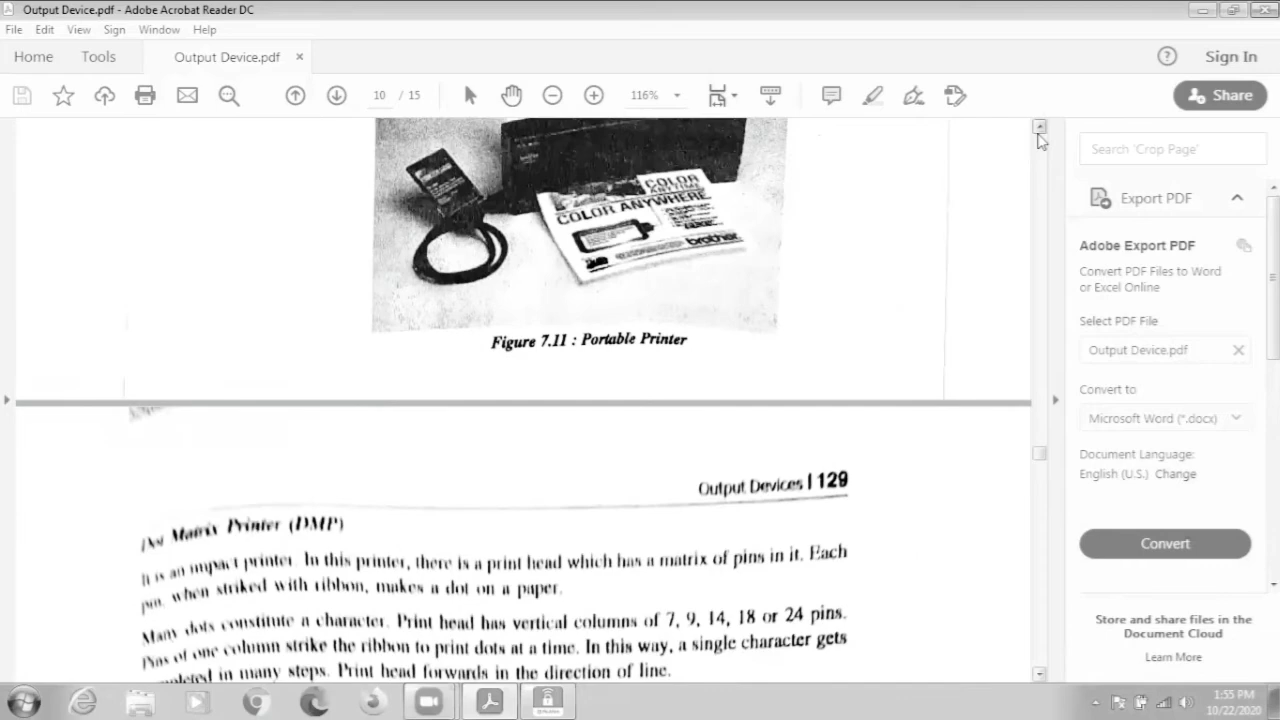 Output Device.pdf - Adobe Acrobat Reader DC
File Edit View Sign Window Help
Home Tools Output Device.pdf × Sign In
10 / 15 116% Share
COLOR
ANYTIME
COLOR ANYWHERE
brother
Figure 7.11 : Portable Printer
Output Devices | 129
Dot Matrix Printer (DMP)
It is an impact printer. In this printer, there is a print head which has a matrix of pins in it. Each
pin, when striked with ribbon, makes a dot on a paper.
Many dots constitute a character. Print head has vertical columns of 7, 9, 14, 18 or 24 pins.
Pins of one column strike the ribbon to print dots at a time. In this way, a single character gets
in many steps. Print head forwards in the direction of line.
Search 'Crop Page'
Export PDF
Adobe Export PDF
Convert PDF Files to Word
or Excel Online
Select PDF File
Output Device.pdf
Convert to
Microsoft Word (*.docx)
Document Language:
English (U.S.) Change
Convert
Store and share files in the
Document Cloud
Learn More
1:55 PM
10/22/2020